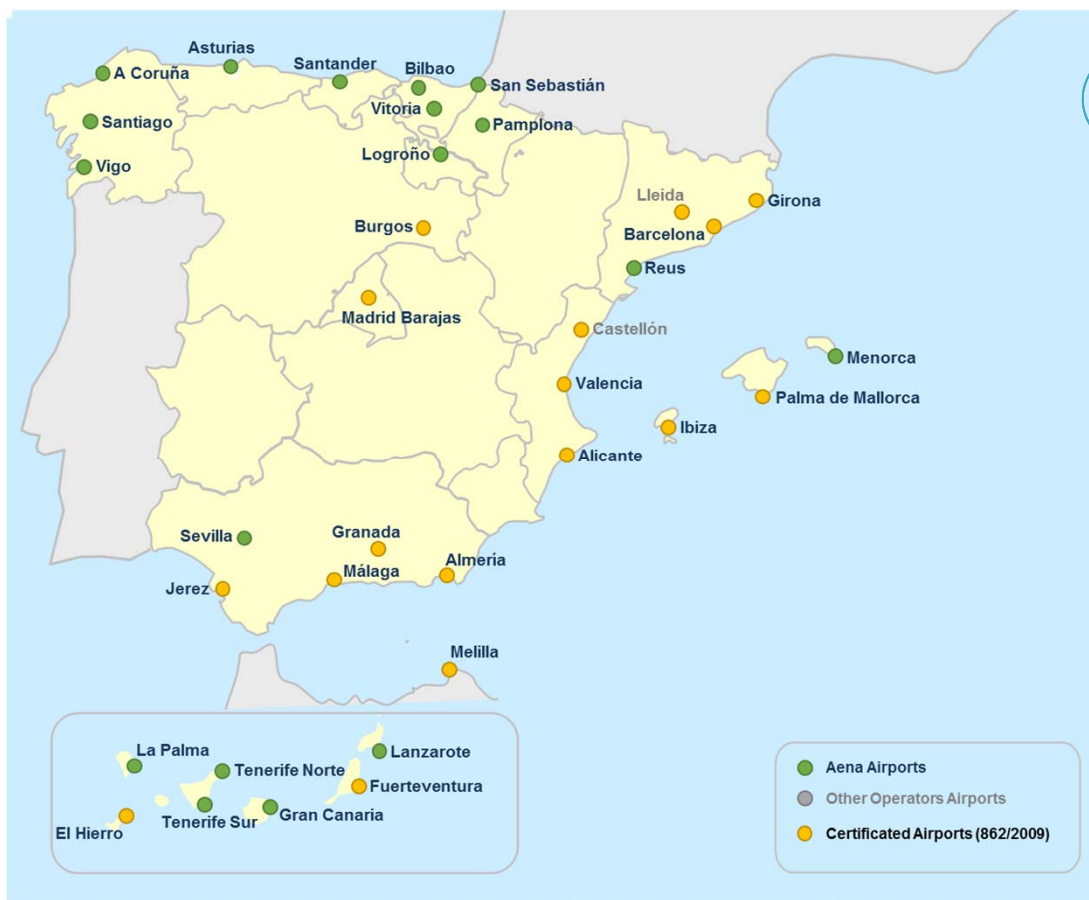 Asturias
Santander
Bilbao
A Coruña
San Sebastián
Vitoria
Santiago
Pamplona
Logroño
Vigo
Lleida
Girona
Burgos
Barcelona
Reus
Madrid Barajas
Castellón
Menorca
Valencia
Palma de Mallorca
Ibiza
Alicante
Sevilla
Granada
Almería
Málaga
Jerez
Melilla
La Palma
Lanzarote
Tenerife Norte
Fuerteventura
El Hierro
Tenerife Sur
Gran Canaria
Aena Airports
Other Operators Airports
Certificated Airports (862/2009)